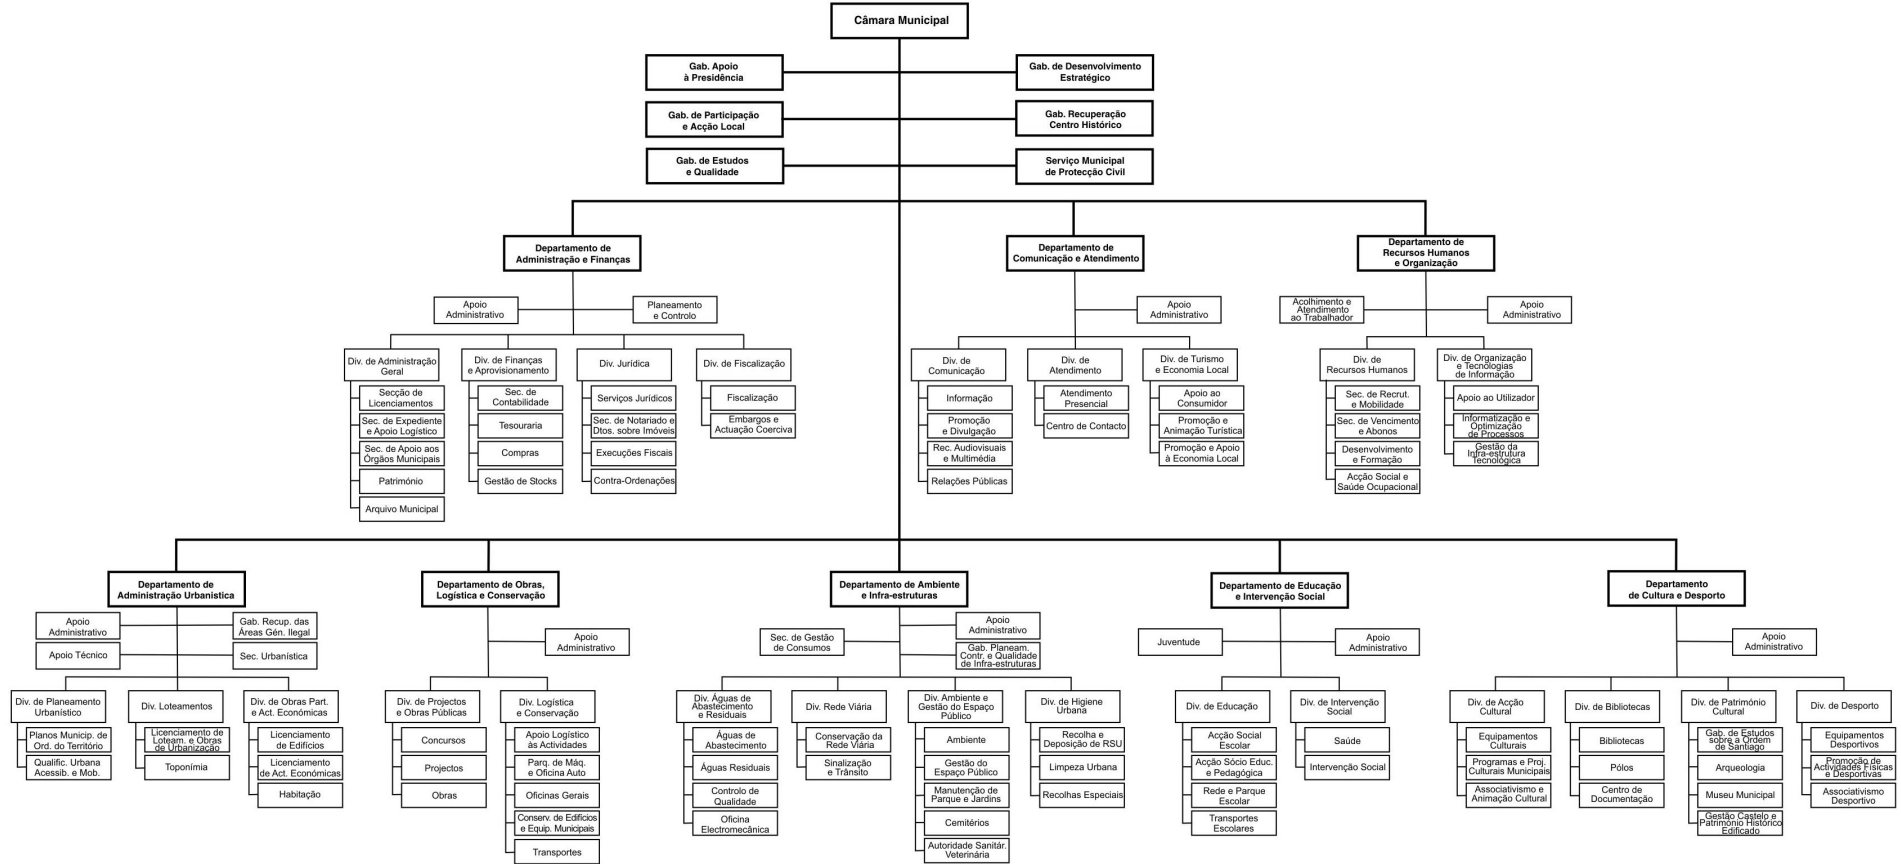 Câmara Municipal
Gab. Apoio
à Presidência
Gab. de Desenvolvimento
Estratégico
Gab. de Participação
e Acção Local
Gab. Recuperação
Centro Histórico
Gab. de Estudos
e Qualidade
Serviço Municipal
de Protecção Civil
Departamento de
Administração e Finanças
Departamento de
Comunicação e Atendimento
Departamento de
Recursos Humanos
e Organização
Apoio
Administrativo
Planeamento
e Controlo
Apoio
Administrativo
Acolhimento e
Atendimento
ao Trabalhador
Apoio
Administrativo
Div. de Administração
Geral
Secção de
Licenciamentos
Sec. de Expediente
e Apoio Logístico
Sec. de Apoio aos
Órgãos Municipais
Património
Arquivo Municipal
Div. de Finanças
e Aprovisionamento
Sec. de
Contabilidade
Tesouraria
Compras
Gestão de Stocks
Div. Jurídica
Serviços Jurídicos
Sec. de Notariado e
Dtos. sobre Imóveis
Execuções Fiscais
Contra-Ordenações
Div. de Fiscalização
Fiscalização
Embargos e
Actuação Coerciva
Div. de
Comunicação
Informação
Promoção
e Divulgação
Rec. Audiovisuais
e Multimédia
Relações Públicas
Div. de
Atendimento
Atendimento
Presencial
Centro de Contacto
Div. de Turismo
e Economia Local
Apoio ao
Consumidor
Promoção e
Animação Turística
Promoção e Apoio
à Economia Local
Div. de
Recursos Humanos
Sec. de Recrut.
e Mobilidade
Sec. de Vencimento
e Abonos
Desenvolvimento
e Formação
Acção Social e
Saúde Ocupacional
Div. de Organização
e Tecnologias
de Informação
Apoio ao Utilizador
Informatização e
Optimização
de Processos
Gestão da
Infra-estrutura
Tecnológica
Departamento de
Administração Urbanistica
Departamento de Obras,
Logística e Conservação
Departamento de Ambiente
e Infra-estruturas
Departamento de Educação
e Intervenção Social
Departamento
de Cultura e Desporto
Apoio
Administrativo
Gab. Recup. das
Áreas Gén. Ilegal
Apoio Técnico
Sec. Urbanística
Apoio
Administrativo
Sec. de Gestão
de Consumos
Apoio
Administrativo
Gab. Planeam.
Contr. e Qualidade
de Infra-estruturas
Juventude
Apoio
Administrativo
Apoio
Administrativo
Div. de Planeamento
Urbanístico
Planos Municip. de
Ord. do Território
Qualific. Urbana
Acessib. e Mob.
Div. Loteamentos
Licenciamento de
Loteam. e Obras
de Urbanização
Toponímia
Div. de Obras Part.
e Act. Económicas
Licenciamento
de Edifícios
Licenciamento
de Act. Económicas
Habitação
Div. de Projectos
e Obras Públicas
Concursos
Projectos
Obras
Div. Logística
e Conservação
Apoio Logístico
às Actividades
Parq. de Máq.
e Oficina Auto
Oficinas Gerais
Conserv. de Edifícios
e Equip. Municipais
Transportes
Div. Águas de
Abastecimento
e Residuais
Águas de
Abastecimento
Águas Residuais
Controlo de
Qualidade
Oficina
Electromecânica
Div. Rede Viária
Conservação da
Rede Viária
Sinalização
e Trânsito
Div. Ambiente e
Gestão do Espaço
Público
Ambiente
Gestão do
Espaço Público
Manutenção de
Parque e Jardins
Cemitérios
Autoridade Sanitár.
Veterinária
Div. de Higiene
Urbana
Recolha e
Deposição de RSU
Limpeza Urbana
Recolhas Especiais
Div. de Educação
Acção Social
Escolar
Acção Sócio Educ.
e Pedagógica
Rede e Parque
Escolar
Transportes
Escolares
Div. de Intervenção
Social
Saúde
Intervenção Social
Div. de Acção
Cultural
Equipamentos
Culturais
Programas e Proj.
Culturais Municipais
Associativismo e
Animação Cultural
Div. de Bibliotecas
Bibliotecas
Pólos
Centro de
Documentação
Div. de Património
Cultural
Gab. de Estudos
sobre a Ordem
de Santiago
Arqueologia
Museu Municipal
Gestão Castelo e
Património Histórico
Edificado
Div. de Desporto
Equipamentos
Desportivos
Promoção de
Actividades Físicas
e Desportivas
Associativismo
Desportivo